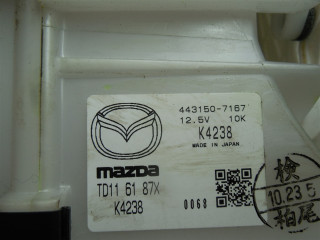 443150-7167
12.5V 10K
K4238
MADE IN JAPAN
mazda
TD11 61 87X
K4238
0068
検
10.23.5
柏尾